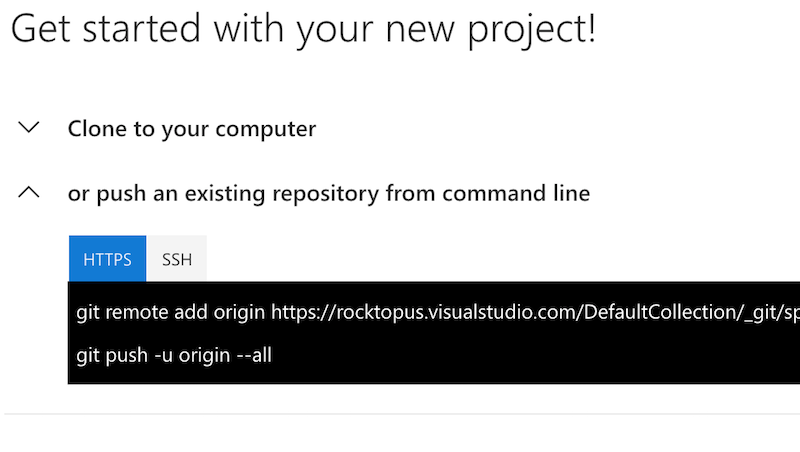 Get started with your new project!
Clone to your computer
or push an existing repository from command line
HTTPS SSH
git remote add origin https://rocktopus.visualstudio.com/DefaultCollection/_git/sp
git push -u origin --all